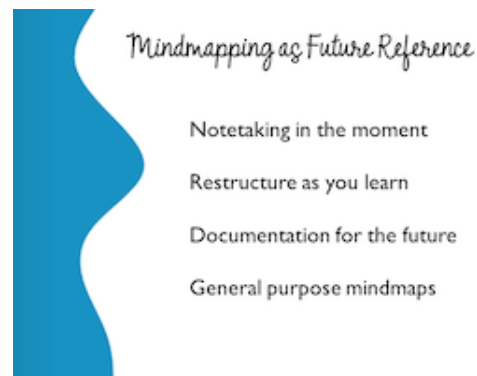 Mindmapping as Future Reference
Notetaking in the moment
Restructure as you learn
Documentation for the future
General purpose mindmaps